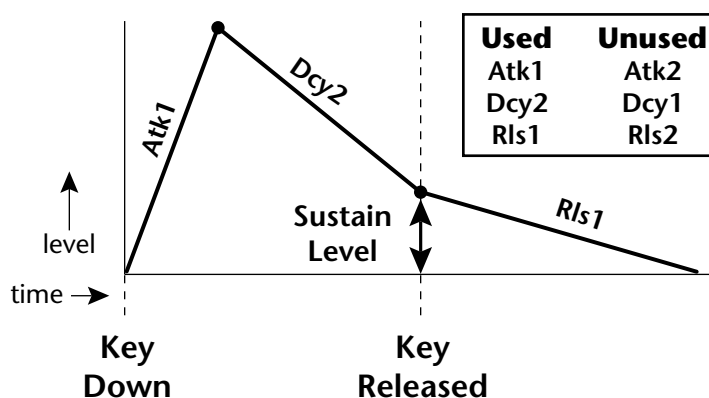 Used Unused
Atk1 Atk2
Dcy2 Dcy1
Rls1 Rls2
Atk1
Dcy2
Rls1
Sustain
Level
level
time
Key
Down
Key
Released